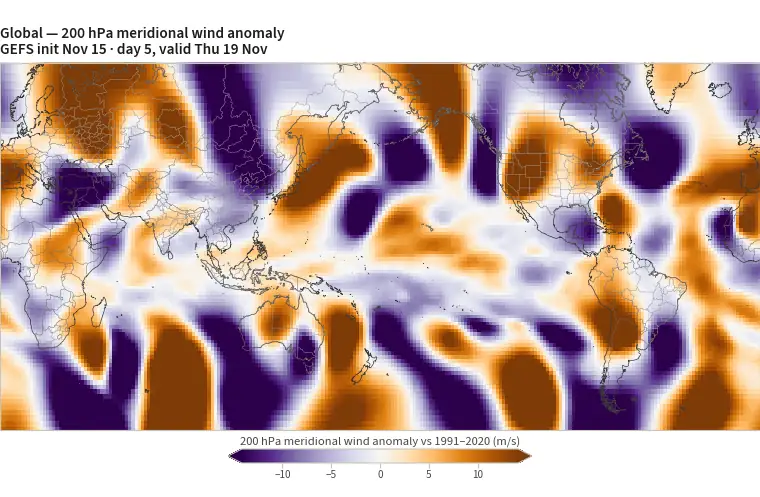 Global — 200 hPa meridional wind anomaly
GEFS init Nov 15 · day 5, valid Thu 19 Nov
200 hPa meridional wind anomaly vs 1991–2020 (m/s)
−10 −5 0 5 10